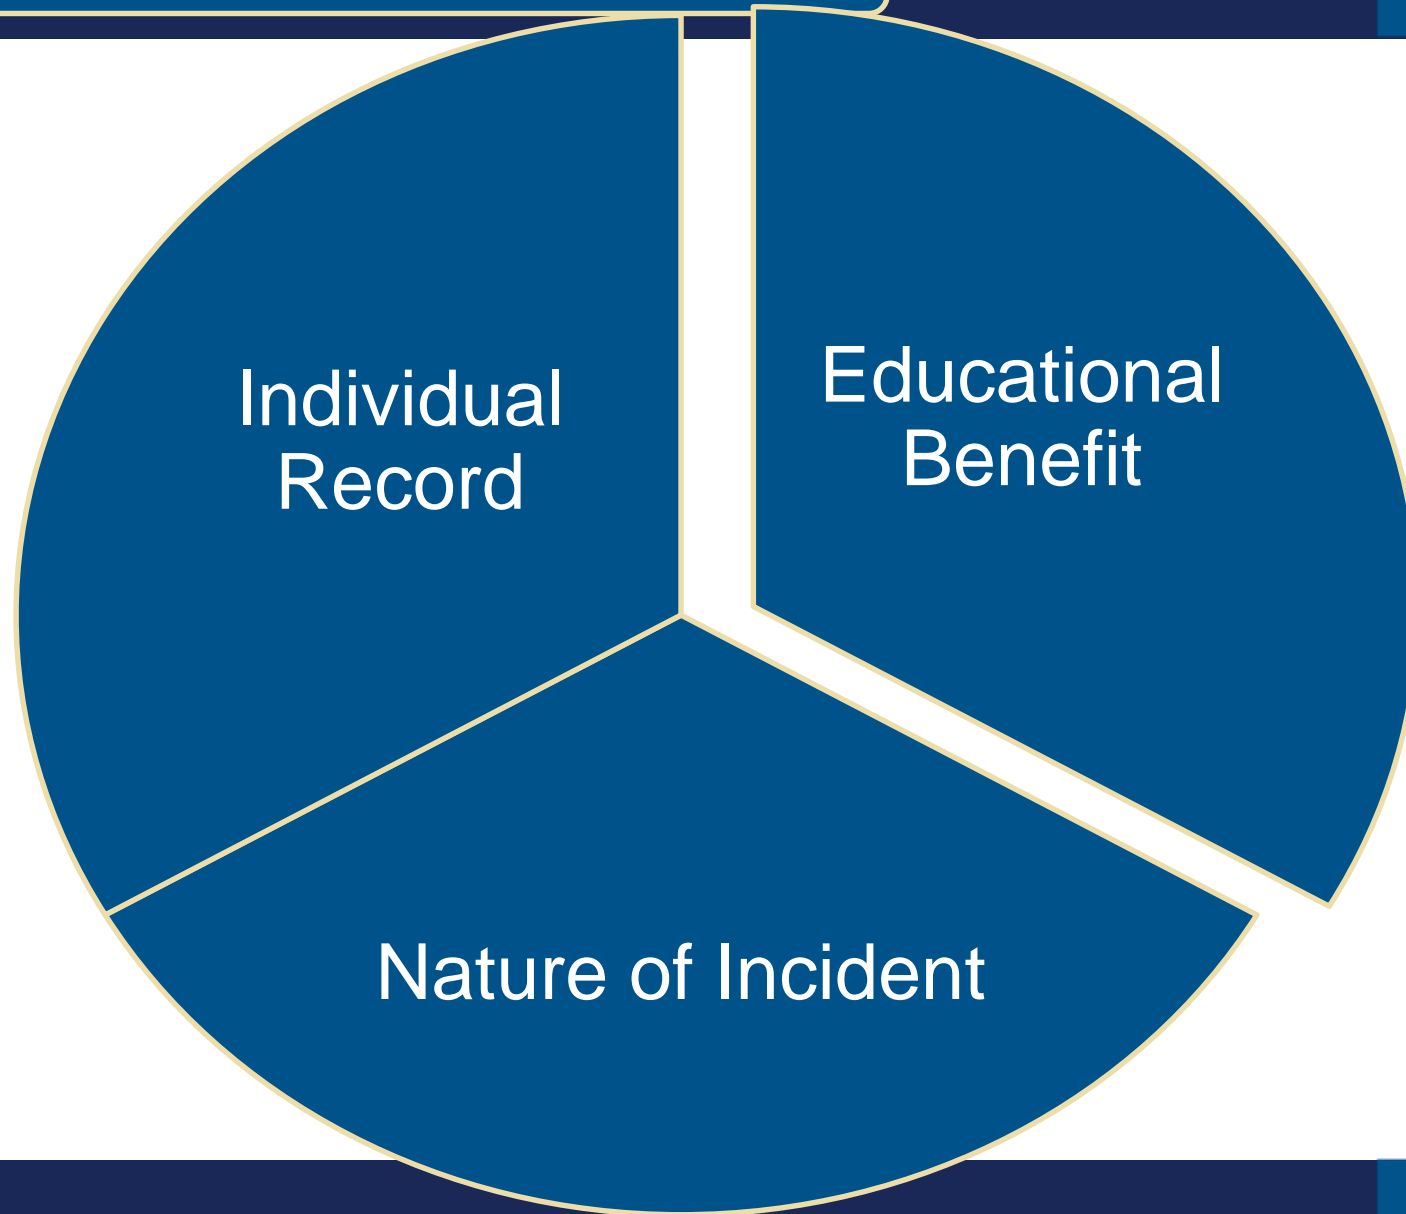 Individual
Record
Educational
Benefit
Nature of Incident